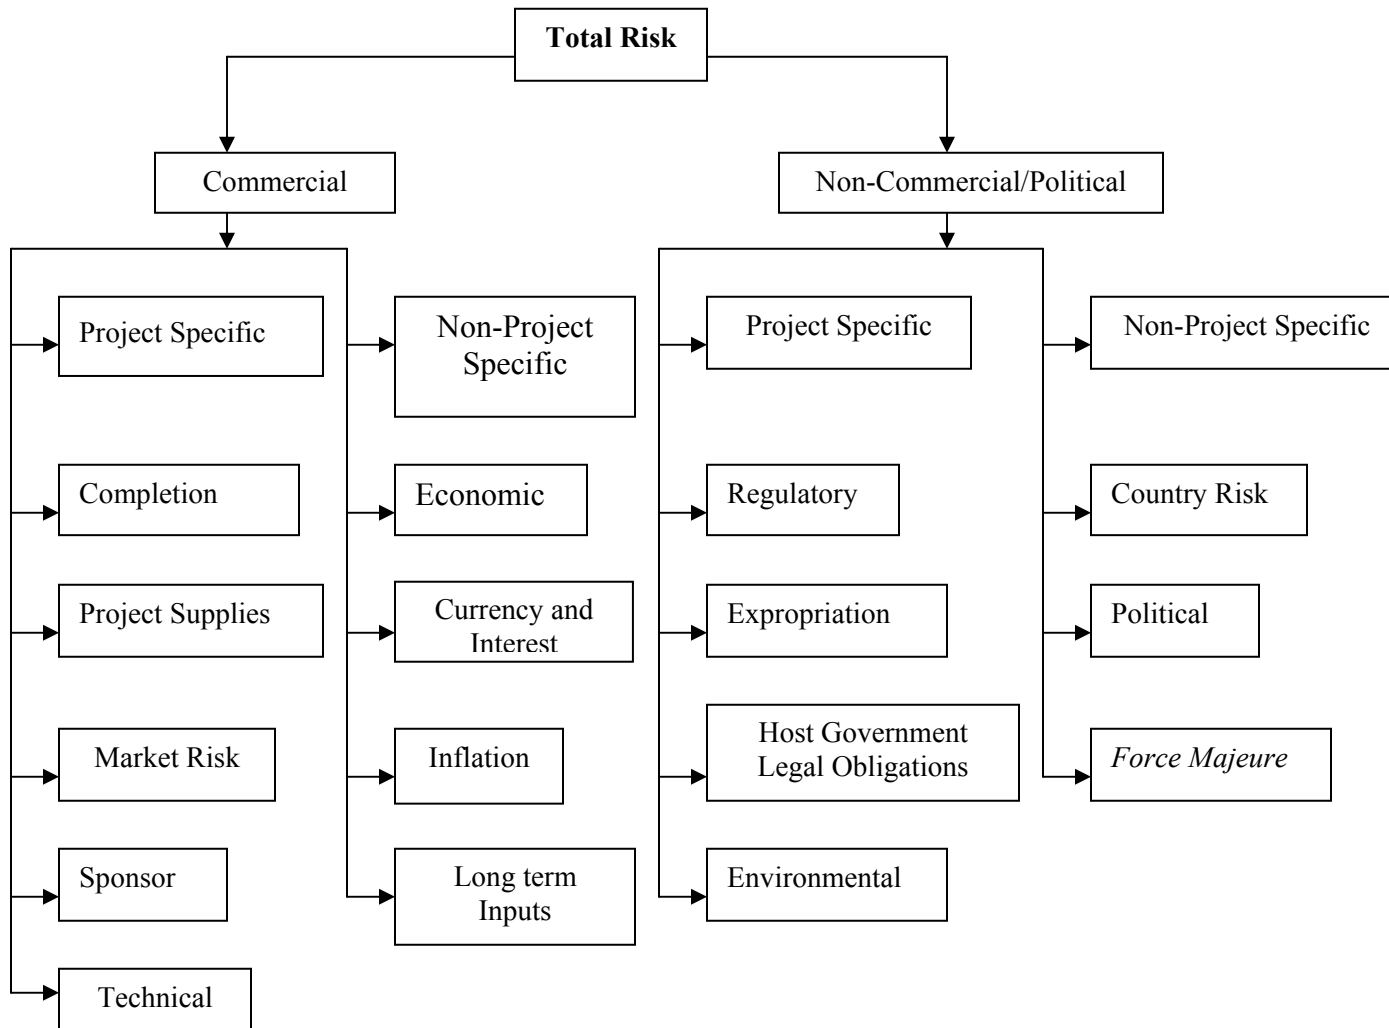 Total Risk
Commercial
Non-Commercial/Political
Project Specific
Non-Project
Specific
Project Specific
Non-Project Specific
Completion
Economic
Regulatory
Country Risk
Project Supplies
Currency and
Interest
Expropriation
Political
Market Risk
Inflation
Host Government
Legal Obligations
Force Majeure
Sponsor
Long term
Inputs
Environmental
Technical